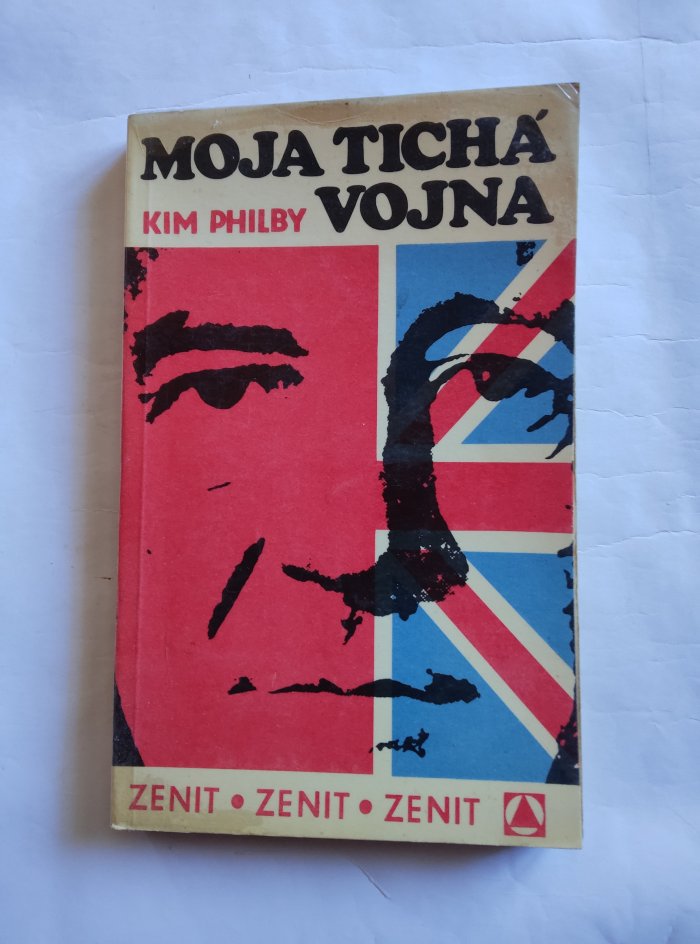 MOJA TICHÁ
KIM PHILBY VOJNA
ZENIT • ZENIT • ZENIT